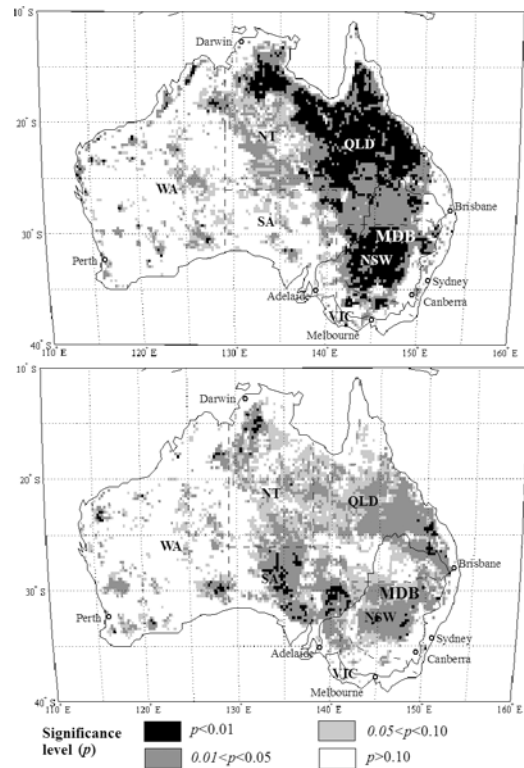 10° S
Darwin
20° S
NT
QLD
WA
SA
Brisbane
30° S
MDB
NSW
Perth
Sydney
Adelaide
Canberra
VIC
Melbourne
40° S
110° E 120° E 130° E 140° E 150° E 160° E
10° S
Darwin
20° S
NT
QLD
WA
SA
Brisbane
30° S
MDB
NSW
Perth
Sydney
Adelaide
Canberra
VIC
Melbourne
40° S
110° E 120° E 130° E 140° E 150° E 160° E
Significance
level (p)
p<0.01
0.05<p<0.10
0.01<p<0.05
p>0.10